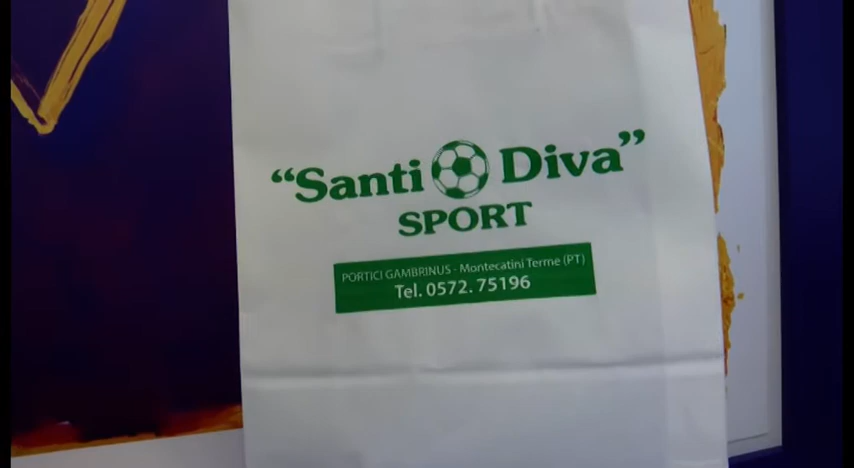 “Santi Diva”
SPORT
PORTICI GAMBRINUS - Montecatini Terme (PT)
Tel. 0572. 75196